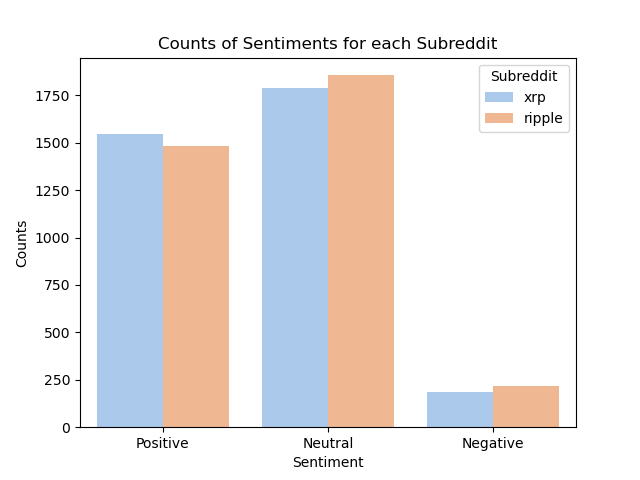 Counts of Sentiments for each Subreddit
Subreddit
xrp
ripple
Counts
1750
1500
1250
1000
750
500
250
0
Positive Neutral Negative
Sentiment